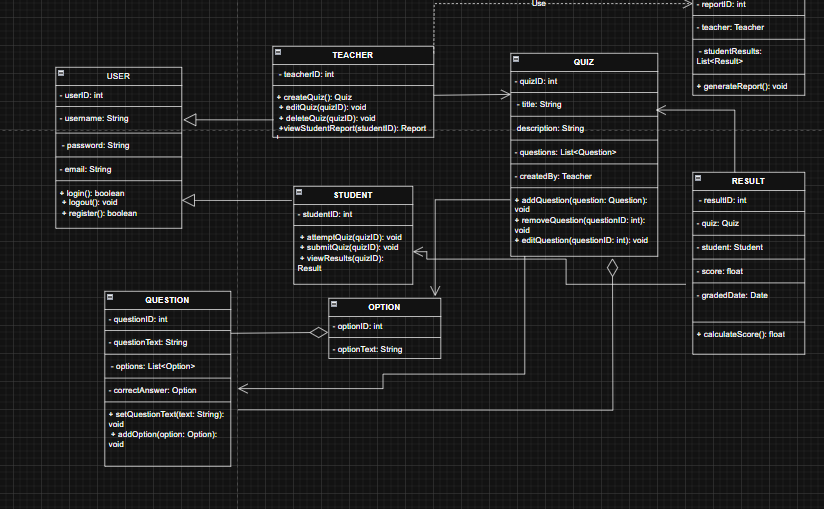 Use
- reportID: int
- teacher: Teacher
- studentResults:
List<Result>
+ generateReport(): void
USER
- userID: int
- username: String
- password: String
- email: String
+ login(): boolean
+ logout(): void
+ register(): boolean
TEACHER
- teacherID: int
+ createQuiz(): Quiz
+ editQuiz(quizID): void
+ deleteQuiz(quizID): void
+viewStudentReport(studentID): Report
STUDENT
- studentID: int
+ attemptQuiz(quizID): void
+ submitQuiz(quizID): void
+ viewResults(quizID):
Result
QUIZ
- quizID: int
- title: String
description: String
- questions: List<Question>
- createdBy: Teacher
+ addQuestion(question: Question):
void
+ removeQuestion(questionID: int):
void
+ editQuestion(questionID: int): void
RESULT
- resultID: int
- quiz: Quiz
- student: Student
- score: float
- gradedDate: Date
+ calculateScore(): float
QUESTION
- questionID: int
- questionText: String
- options: List<Option>
- correctAnswer: Option
+ setQuestionText(text: String):
void
+ addOption(option: Option):
void
OPTION
- optionID: int
- optionText: String